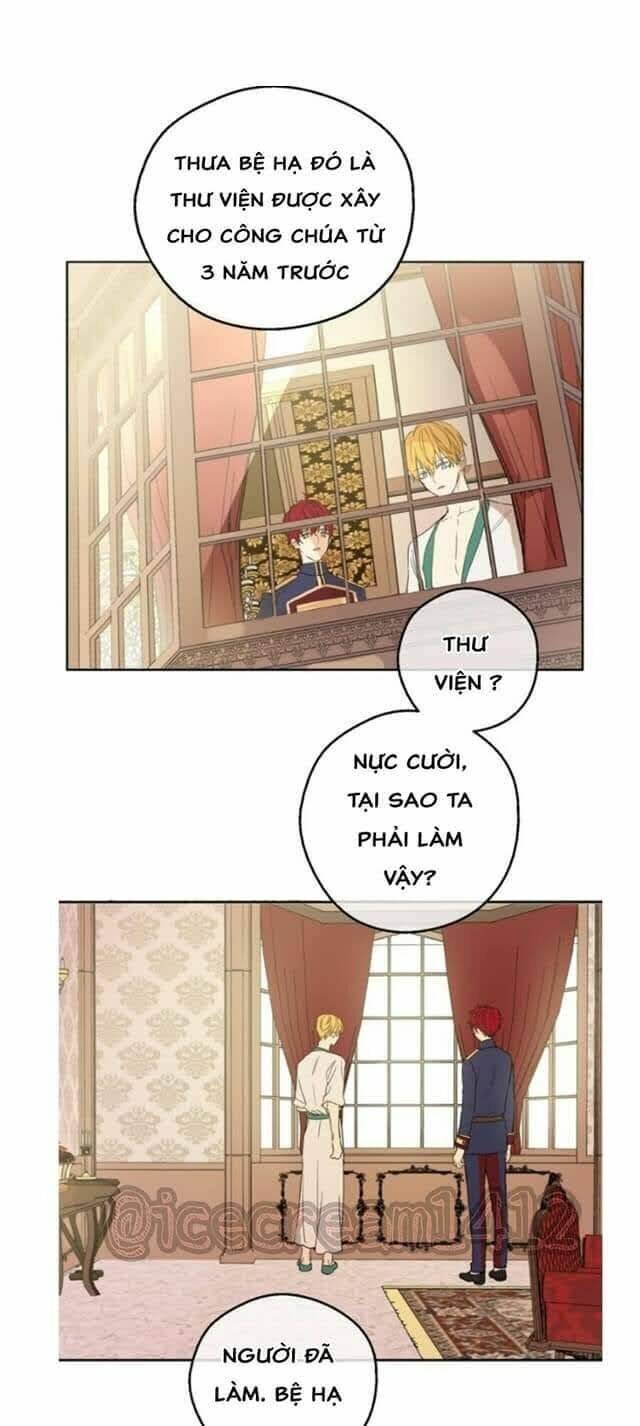 THƯA BỆ HẠ ĐÓ LÀ
THƯ VIỆN ĐƯỢC XÂY
CHO CÔNG CHÚA TỪ
3 NĂM TRƯỚC
THƯ
VIỆN ?
NỰC CƯỜI,
TẠI SAO TA
PHẢI LÀM
VẬY?
@icecream1412
NGƯỜI ĐÃ
LÀM. BỆ HẠ